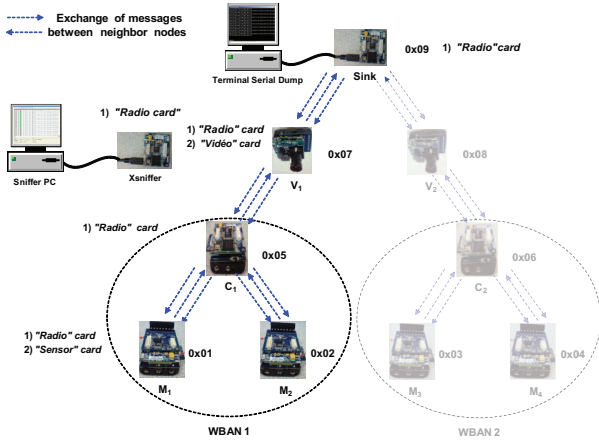 Exchange of messages
between neighbor nodes
0x09
1) "Radio"card
Sink
Terminal Serial Dump
1) "Radio card"
1) "Radio" card
2) "Vidéo" card
0x07
0x08
Sniffer PC
Xsniffer
V1
V2
1) "Radio" card
0x05
0x06
C1
C2
1) "Radio" card
2) "Sensor" card
0x01
0x02
0x03
0x04
M1
M2
M3
M4
WBAN 1
WBAN 2